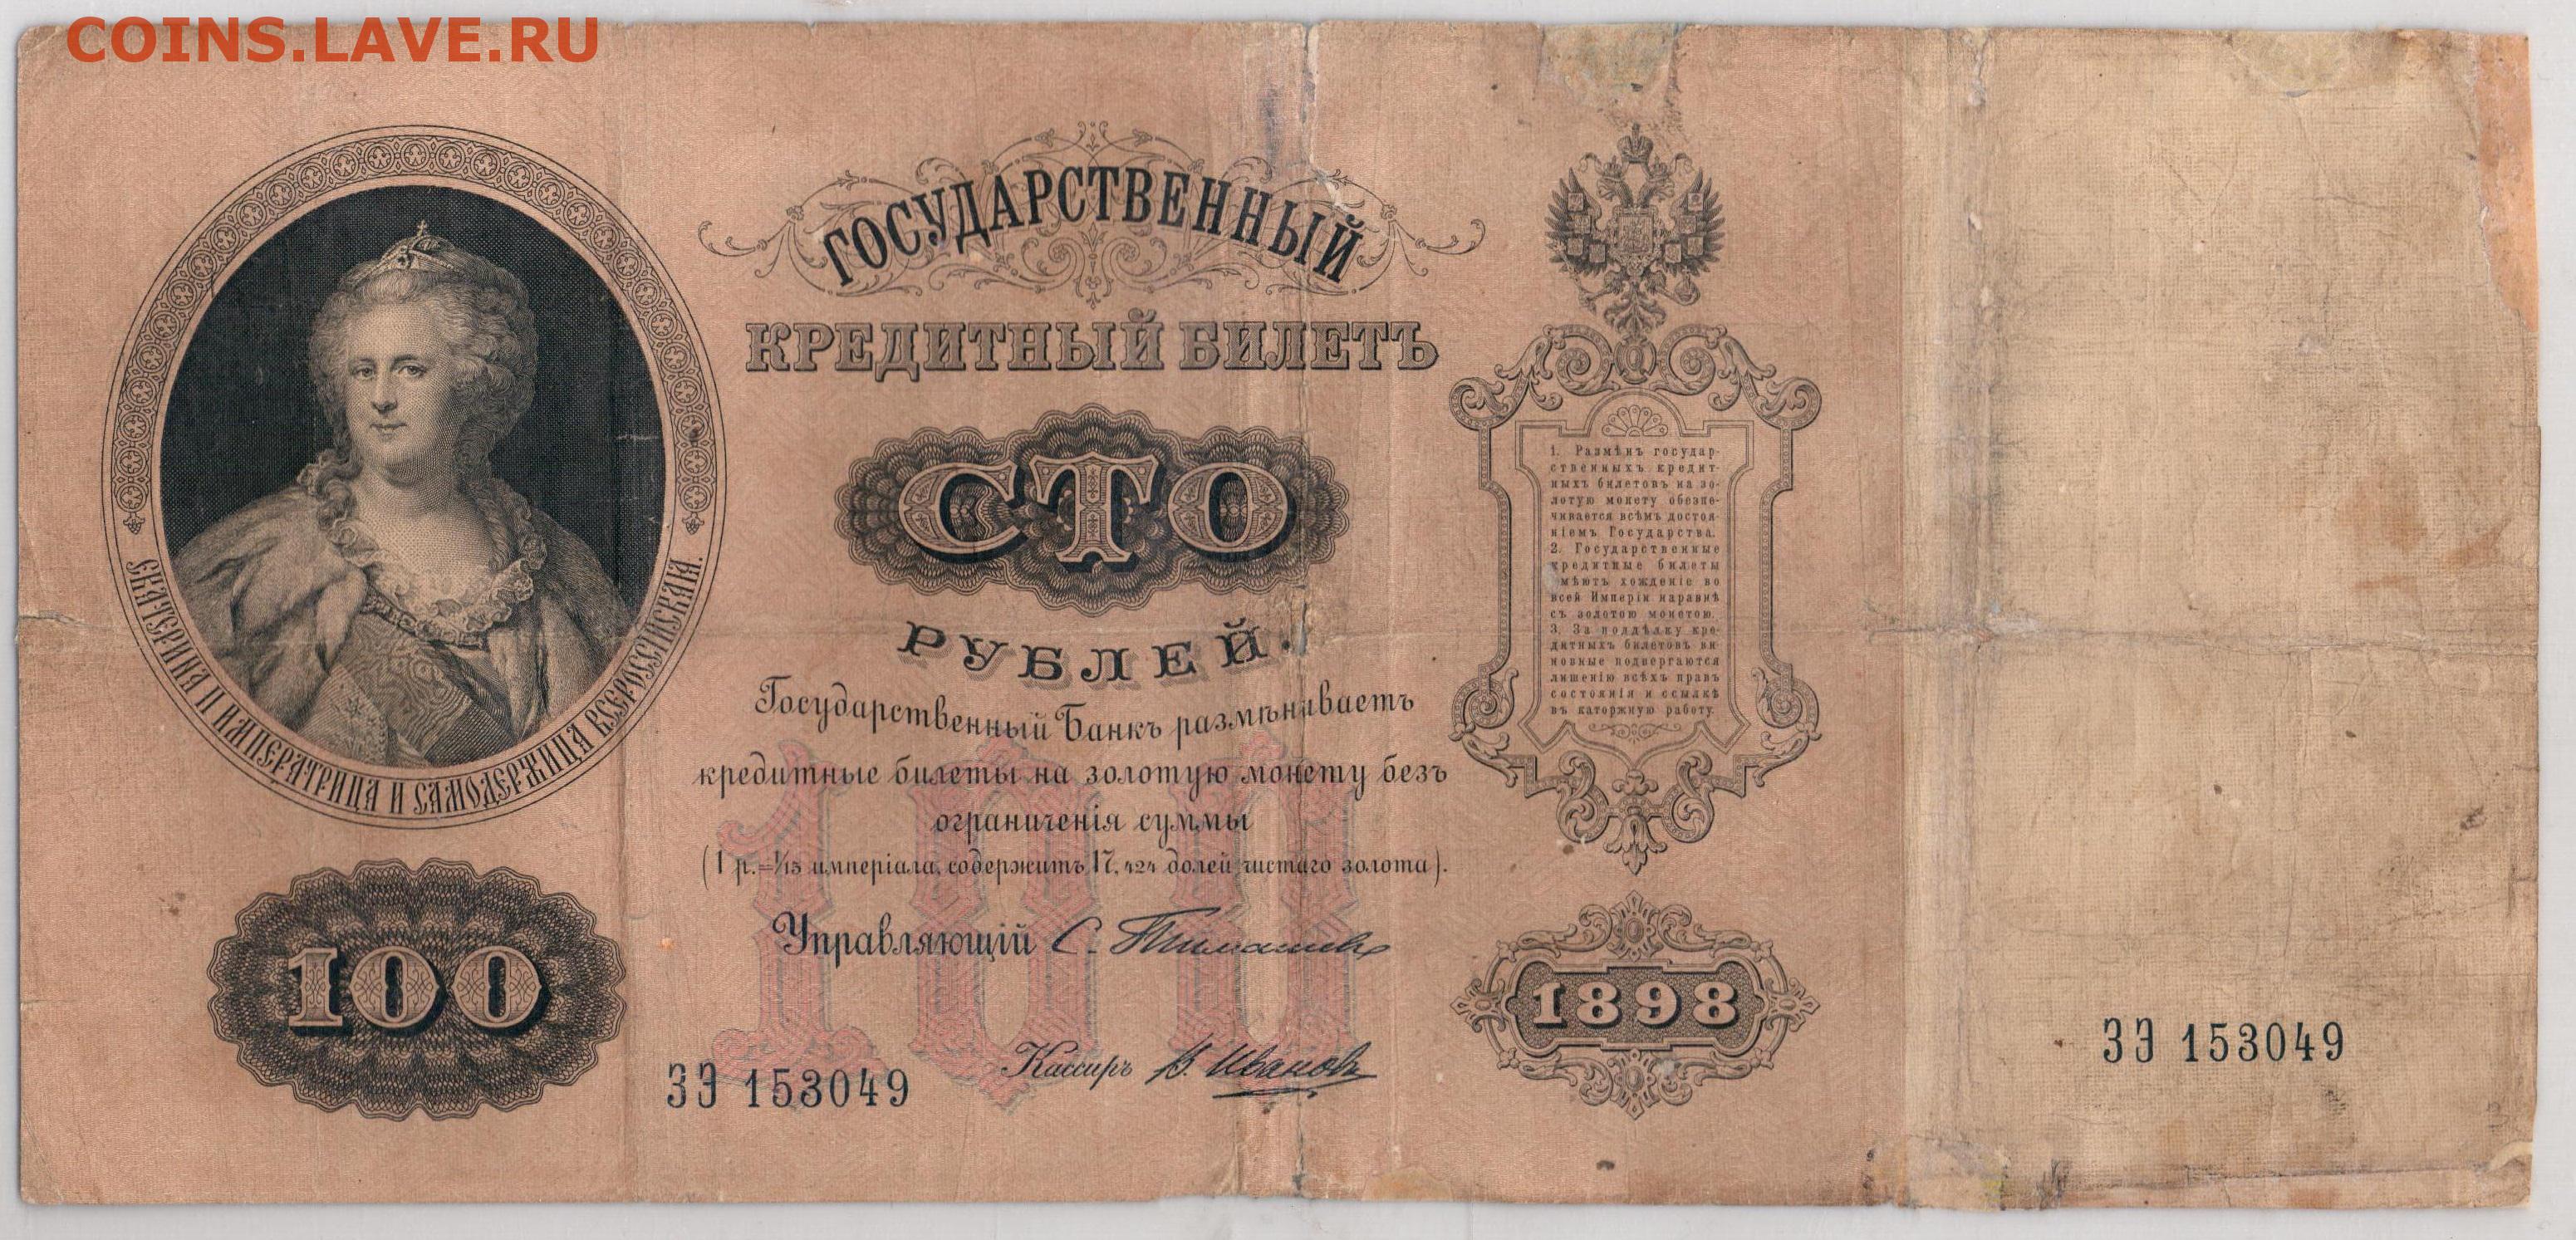 COINS.LAVE.RU
ГОСУДАРСТВЕННЫЙ
КРЕДИТНЫЙ БИЛЕТЪ
СТО
РУБЛЕЙ.
Государственный Банкъ размѣниваетъ
кредитные билеты на золотую монету безъ
ограниченія суммы
(1 р.=1/15 имперіала, содержитъ 17,424 долей чистаго золота).
Управляющій С. Тимашевъ
Кассиръ В. Ивановъ
ЗЭ 153049
ЕКАТЕРИНА II ИМПЕРАТРИЦА И САМОДЕРЖИЦА ВСЕРОССІЙСКАЯ.
100
100
1. Размѣнъ государ-
ственныхъ кредит-
ныхъ билетовъ на зо-
лотую монету обезпе-
чивается всѣмъ достоя-
ніемъ Государства.
2. Государственные
кредитные билеты
имѣютъ хожденіе во
всей Имперіи наравнѣ
съ золотою монетою.
3. За поддѣлку кре-
дитныхъ билетовъ ви-
новные подвергаются
лишенію всѣхъ правъ
состоянія и ссылкѣ
въ каторжную работу.
1898
ЗЭ 153049